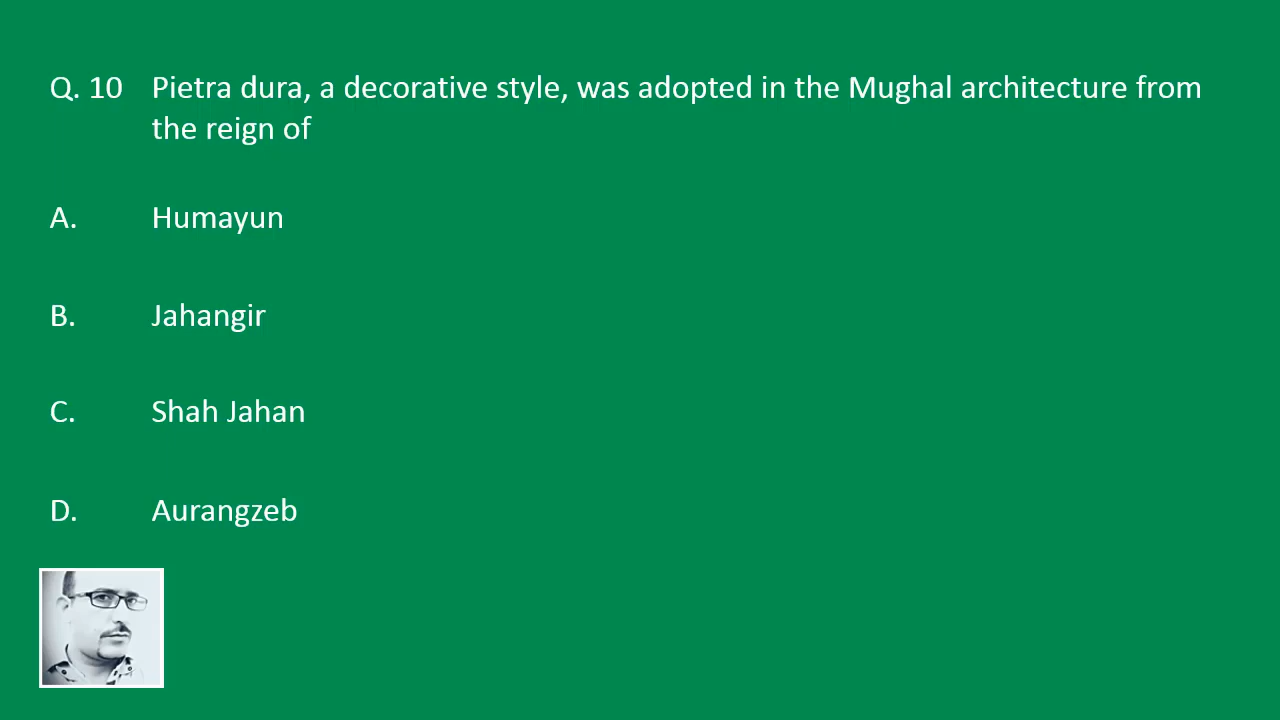 Q. 10 Pietra dura, a decorative style, was adopted in the Mughal architecture from
the reign of
A. Humayun
B. Jahangir
C. Shah Jahan
D. Aurangzeb